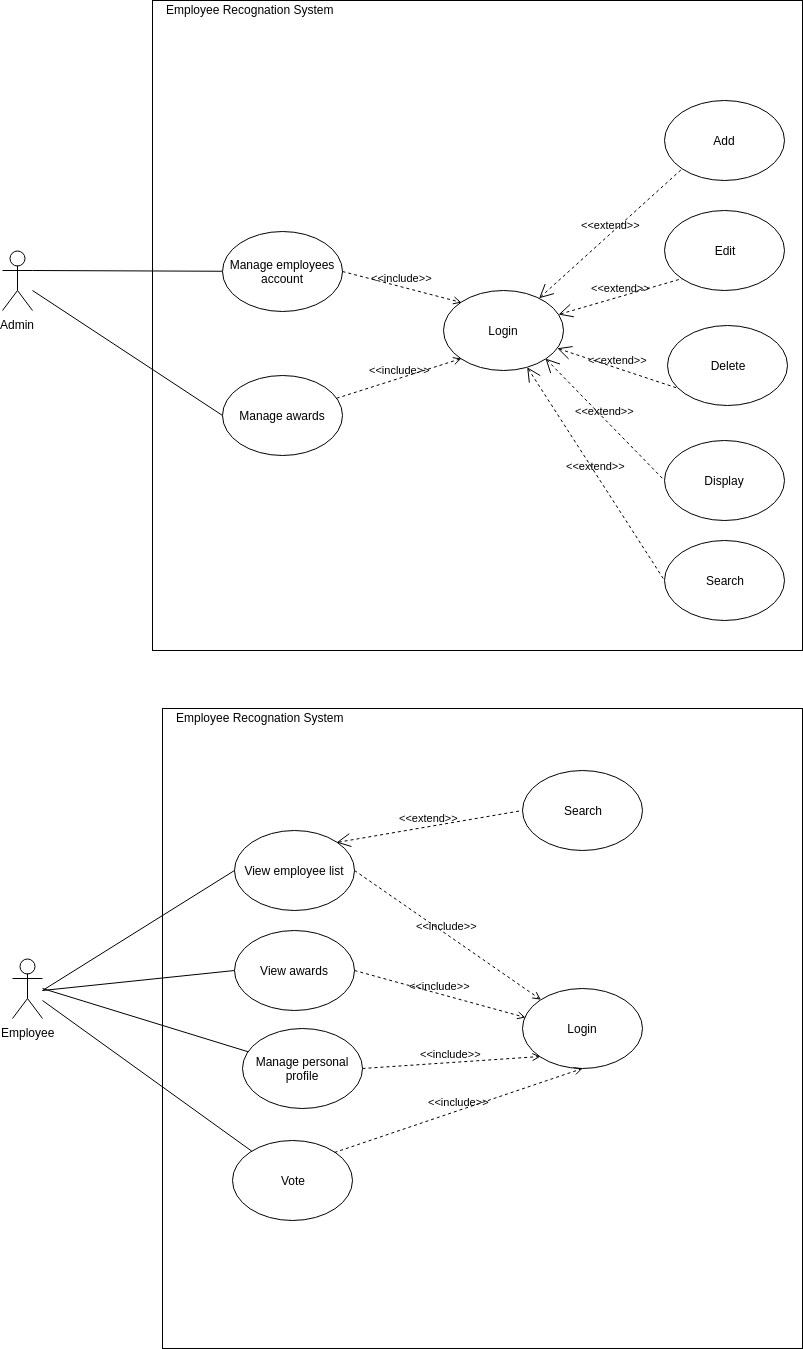 Employee Recognation System
Add
<<extend>>
Edit
Manage employees
account
<<include>>
<<extend>>
Admin
Login
<<extend>>
Delete
<<include>>
Manage awards
<<extend>>
<<extend>>
Display
Search
Employee Recognation System
Search
<<extend>>
View employee list
<<include>>
View awards
<<include>>
Employee
Login
Manage personal
profile
<<include>>
<<include>>
Vote